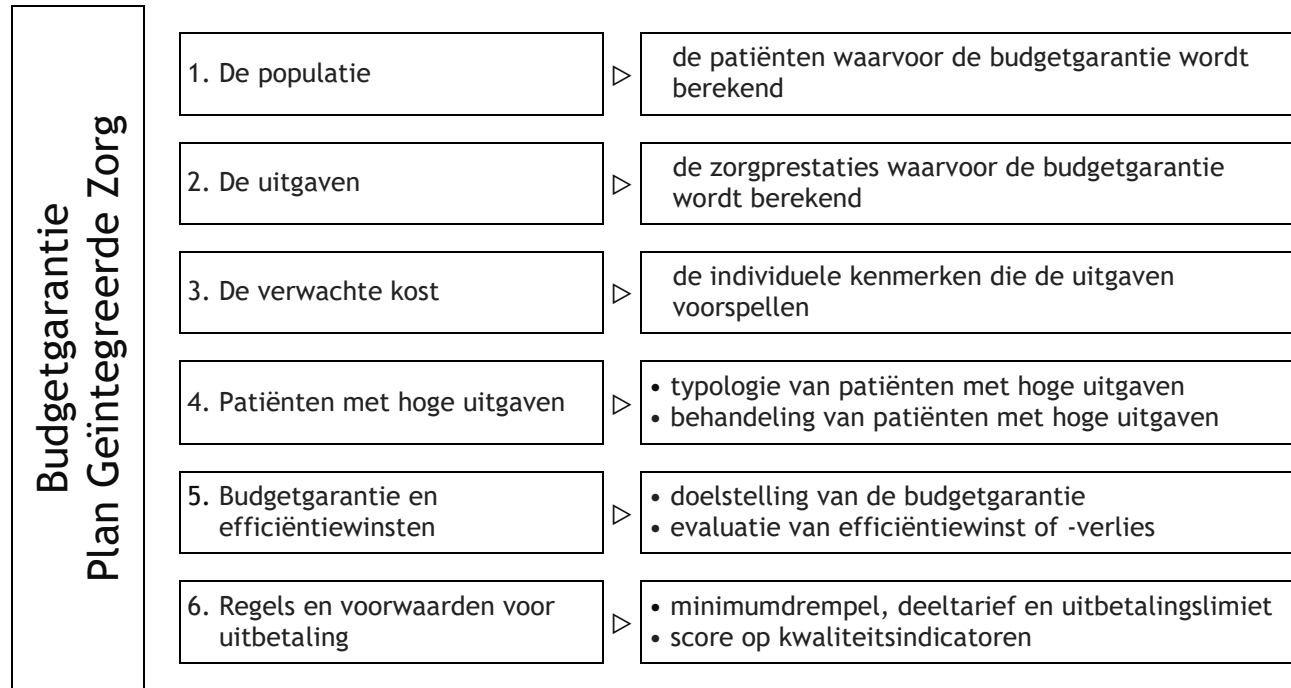 Budgetgarantie
Plan Geïntegreerde Zorg
1. De populatie
▷
de patiënten waarvoor de budgetgarantie wordt
berekend
2. De uitgaven
▷
de zorgprestaties waarvoor de budgetgarantie
wordt berekend
3. De verwachte kost
▷
de individuele kenmerken die de uitgaven
voorspellen
4. Patiënten met hoge uitgaven
▷
• typologie van patiënten met hoge uitgaven
• behandeling van patiënten met hoge uitgaven
5. Budgetgarantie en
efficiëntiewinsten
▷
• doelstelling van de budgetgarantie
• evaluatie van efficiëntiewinst of -verlies
6. Regels en voorwaarden voor
uitbetaling
▷
• minimumdrempel, deeltarief en uitbetalingslimiet
• score op kwaliteitsindicatoren